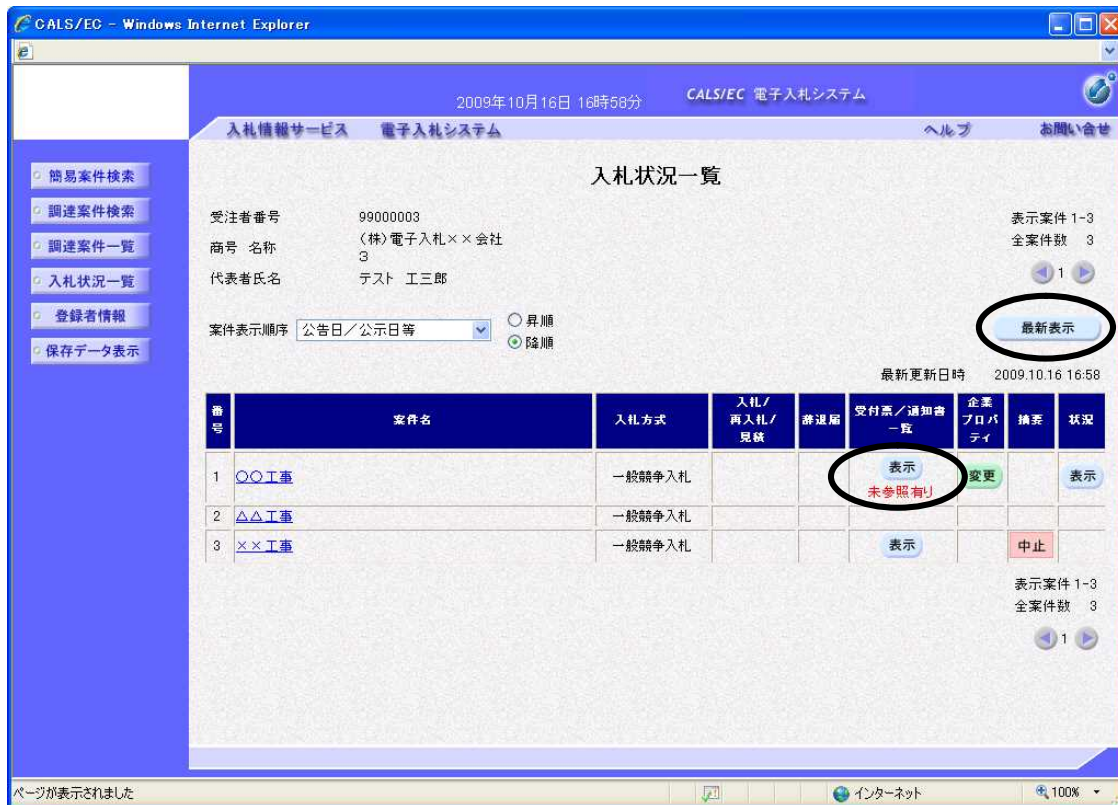 CALS/EC - Windows Internet Explorer
2009年10月16日 16時58分
CALS/EC 電子入札システム
入札情報サービス 電子入札システム ヘルプ お問い合せ
簡易案件検索
調達案件検索
調達案件一覧
入札状況一覧
登録者情報
保存データ表示
入札状況一覧
受注者番号 99000003
商号 名称 (株)電子入札××会社
3
代表者氏名 テスト 工三郎
表示案件 1-3
全案件数 3
1
案件表示順序 公告日/公示日等
昇順
降順
最新表示
最新更新日時 2009.10.16 16:58
番号 案件名 入札方式 入札/再入札/見積 辞退届 受付票/通知書一覧 企業プロパティ 摘要 状況
1 〇〇工事 一般競争入札 表示 未参照有り 変更 表示
2 △△工事 一般競争入札
3 ××工事 一般競争入札 表示 中止
表示案件 1-3
全案件数 3
1
ページが表示されました インターネット 100%